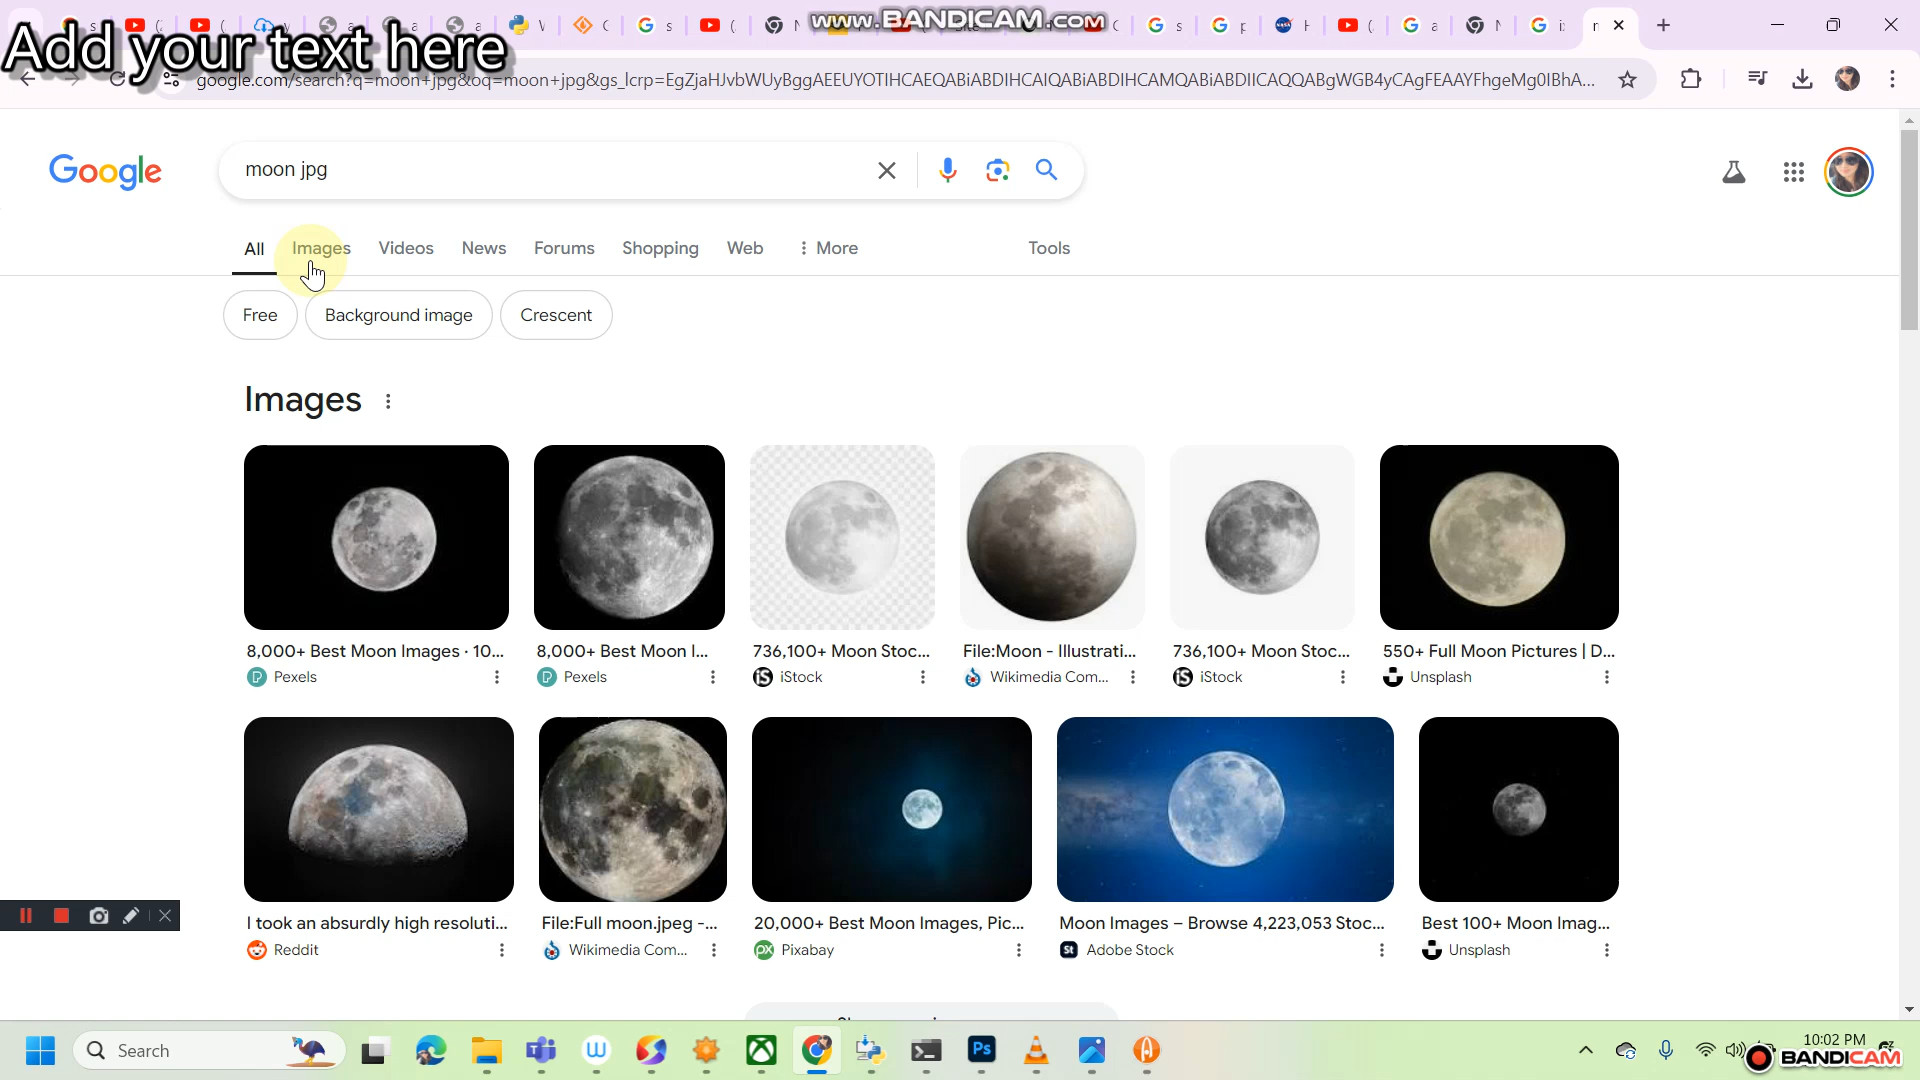 www.BANDICAM.com
Add your text here
google.com/search?q=moon+jpg&oq=moon+jpg&gs_lcrp=EgZjaHJvbWUyBggAEEUYOTIHCAEQABiABDIHCAIQABiABDIHCAMQABiABDIICAQQABgWGB4yCAgFEAAYFhgeMg0IBhA...
Google
moon jpg
All Images Videos News Forums Shopping Web More Tools
Free Background image Crescent
Images
8,000+ Best Moon Images · 10... 8,000+ Best Moon I... 736,100+ Moon Stoc... File:Moon - Illustrati... 736,100+ Moon Stoc... 550+ Full Moon Pictures | D...
Pexels Pexels iStock Wikimedia Com... iStock Unsplash
I took an absurdly high resoluti... File:Full moon.jpeg -... 20,000+ Best Moon Images, Pic... Moon Images – Browse 4,223,053 Stoc... Best 100+ Moon Imag...
Reddit Wikimedia Com... Pixabay Adobe Stock Unsplash
Search
10:02 PM
BANDICAM